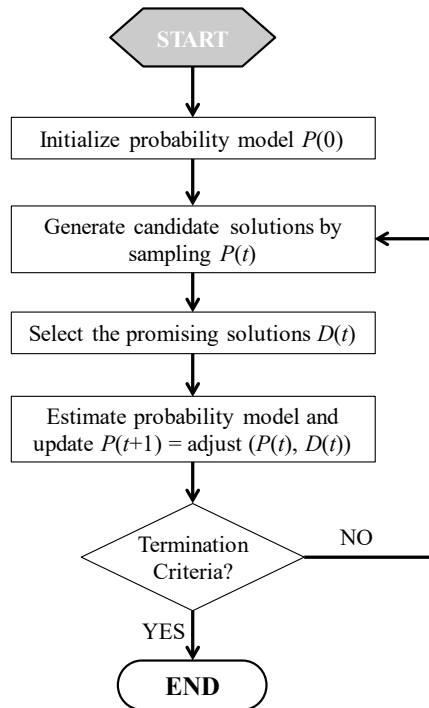 START
Initialize probability model P(0)
Generate candidate solutions by
sampling P(t)
Select the promising solutions D(t)
Estimate probability model and
update P(t+1) = adjust (P(t), D(t))
Termination
Criteria?
NO
YES
END